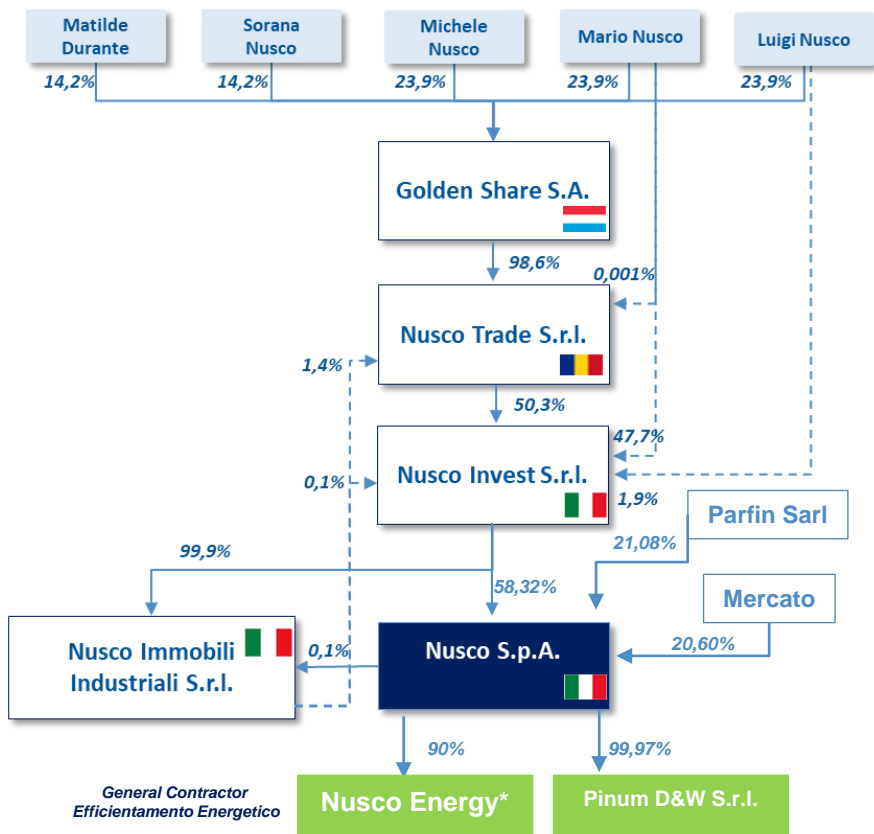 Matilde
Durante
Sorana
Nusco
Michele
Nusco
Mario Nusco
Luigi Nusco
14,2%
14,2%
23,9%
23,9%
23,9%
Golden Share S.A.
98,6%
0,001%
Nusco Trade S.r.l.
1,4%
50,3%
47,7%
Nusco Invest S.r.l.
0,1%
1,9%
Parfin Sarl
21,08%
99,9%
58,32%
Mercato
20,60%
Nusco Immobili
Industriali S.r.l.
0,1%
Nusco S.p.A.
90%
99,97%
General Contractor
Efficientamento Energetico
Nusco Energy*
Pinum D&W S.r.l.